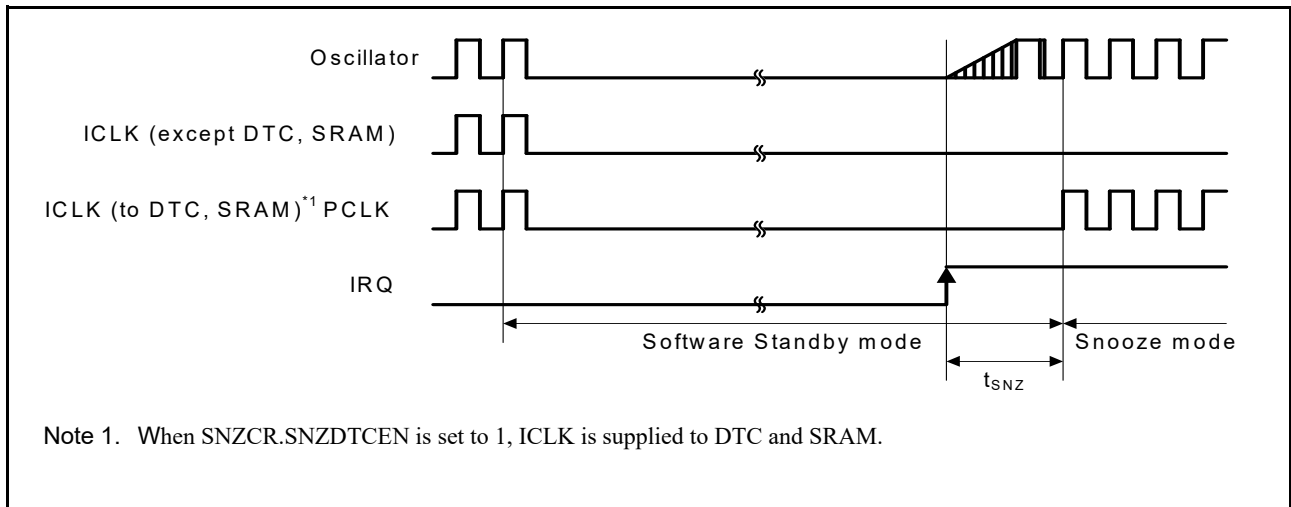 Oscillator
ICLK (except DTC, SRAM)
ICLK (to DTC, SRAM)*1 PCLK
IRQ
Software Standby mode
Snooze mode
tSNZ
Note 1. When SNZCR.SNZDTCEN is set to 1, ICLK is supplied to DTC and SRAM.